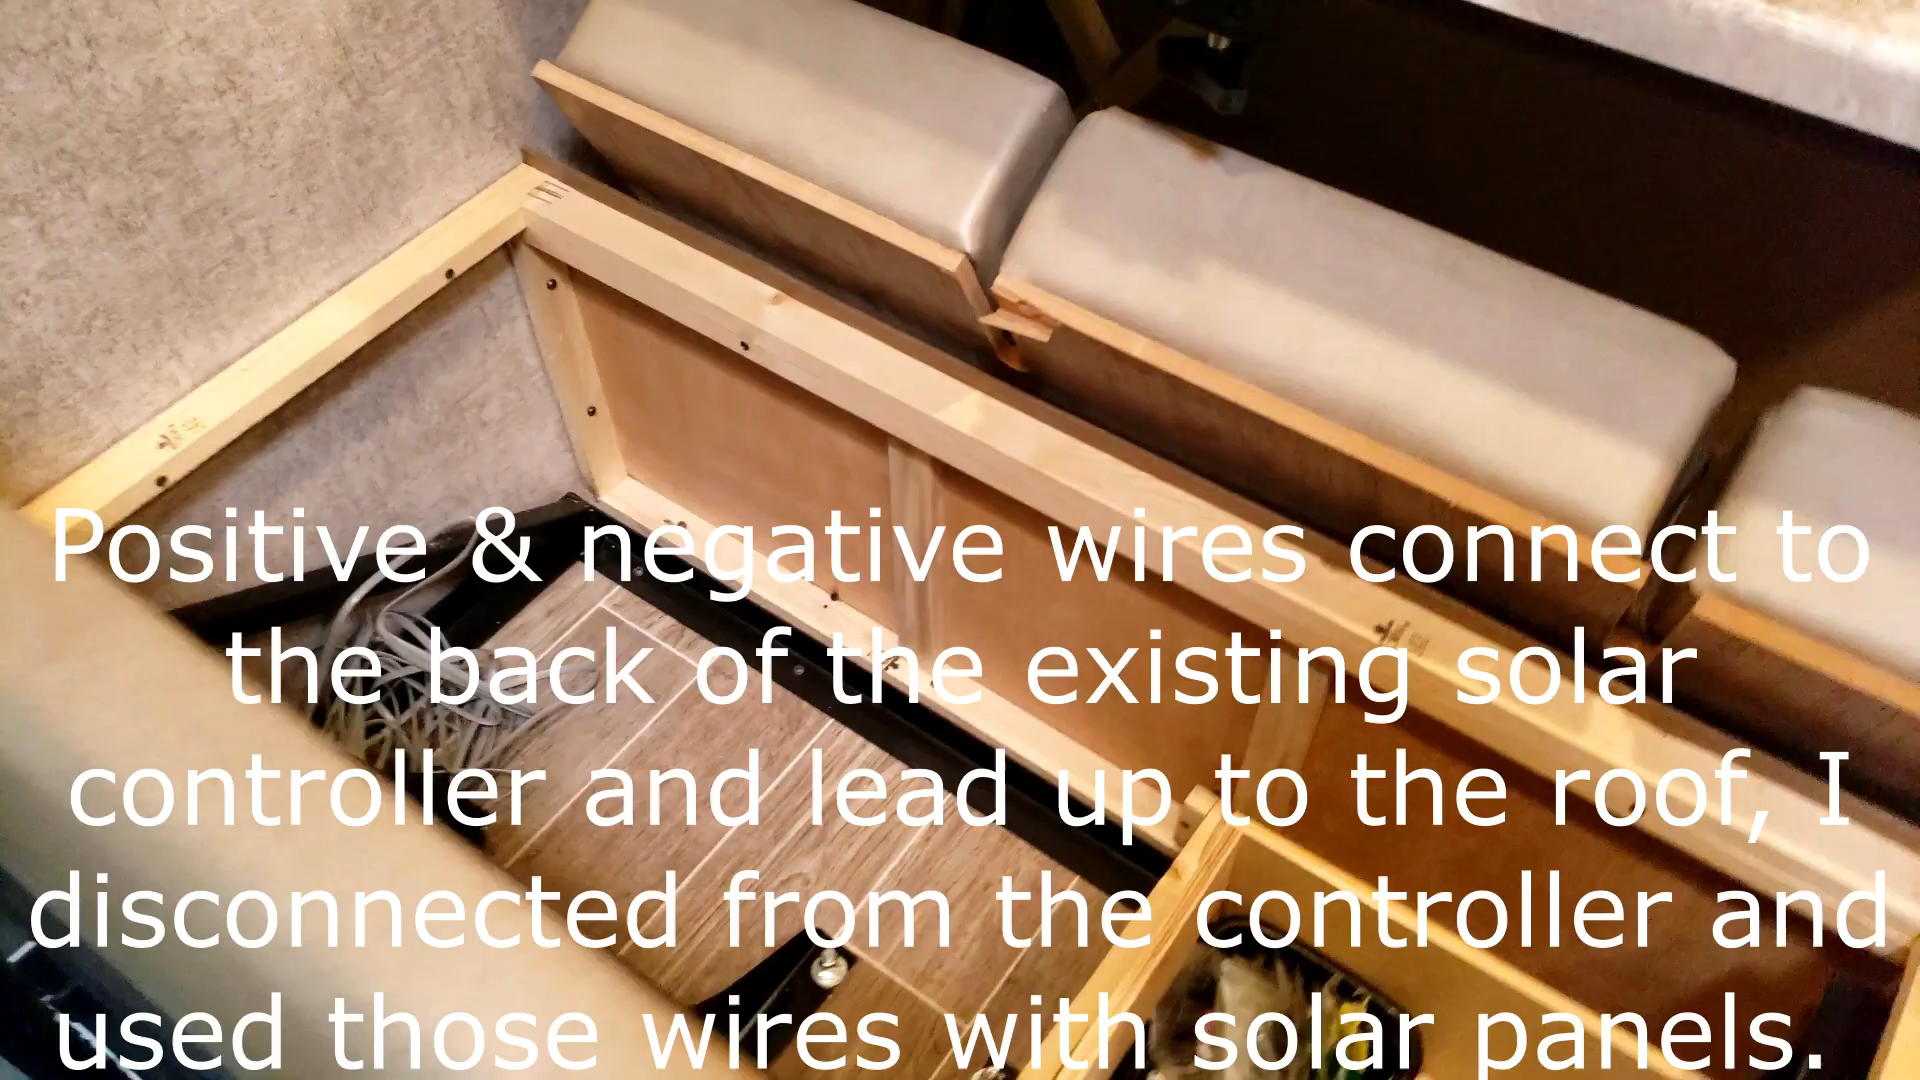 Positive & negative wires connect to
the back of the existing solar
controller and lead up to the roof, I
disconnected from the controller and
used those wires with solar panels.